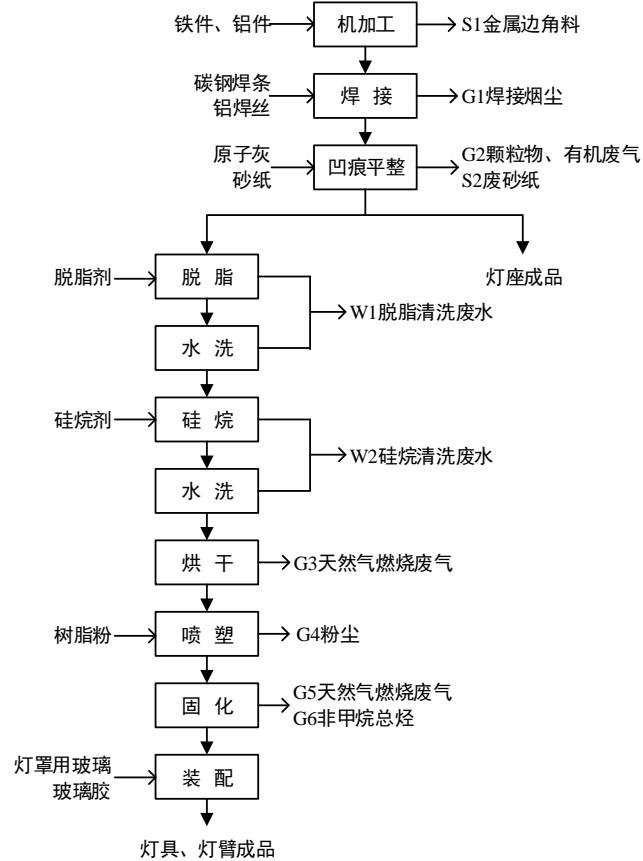 铁件、铝件
机加工
S1金属边角料
碳钢焊条
铝焊丝
焊 接
G1焊接烟尘
原子灰
砂纸
凹痕平整
G2颗粒物、有机废气
S2废砂纸
灯座成品
脱脂剂
脱 脂
W1脱脂清洗废水
水 洗
硅烷剂
硅 烷
W2硅烷清洗废水
水 洗
烘 干
G3天然气燃烧废气
树脂粉
喷 塑
G4粉尘
固 化
G5天然气燃烧废气
G6非甲烷总烃
灯罩用玻璃
玻璃胶
装 配
灯具、灯臂成品